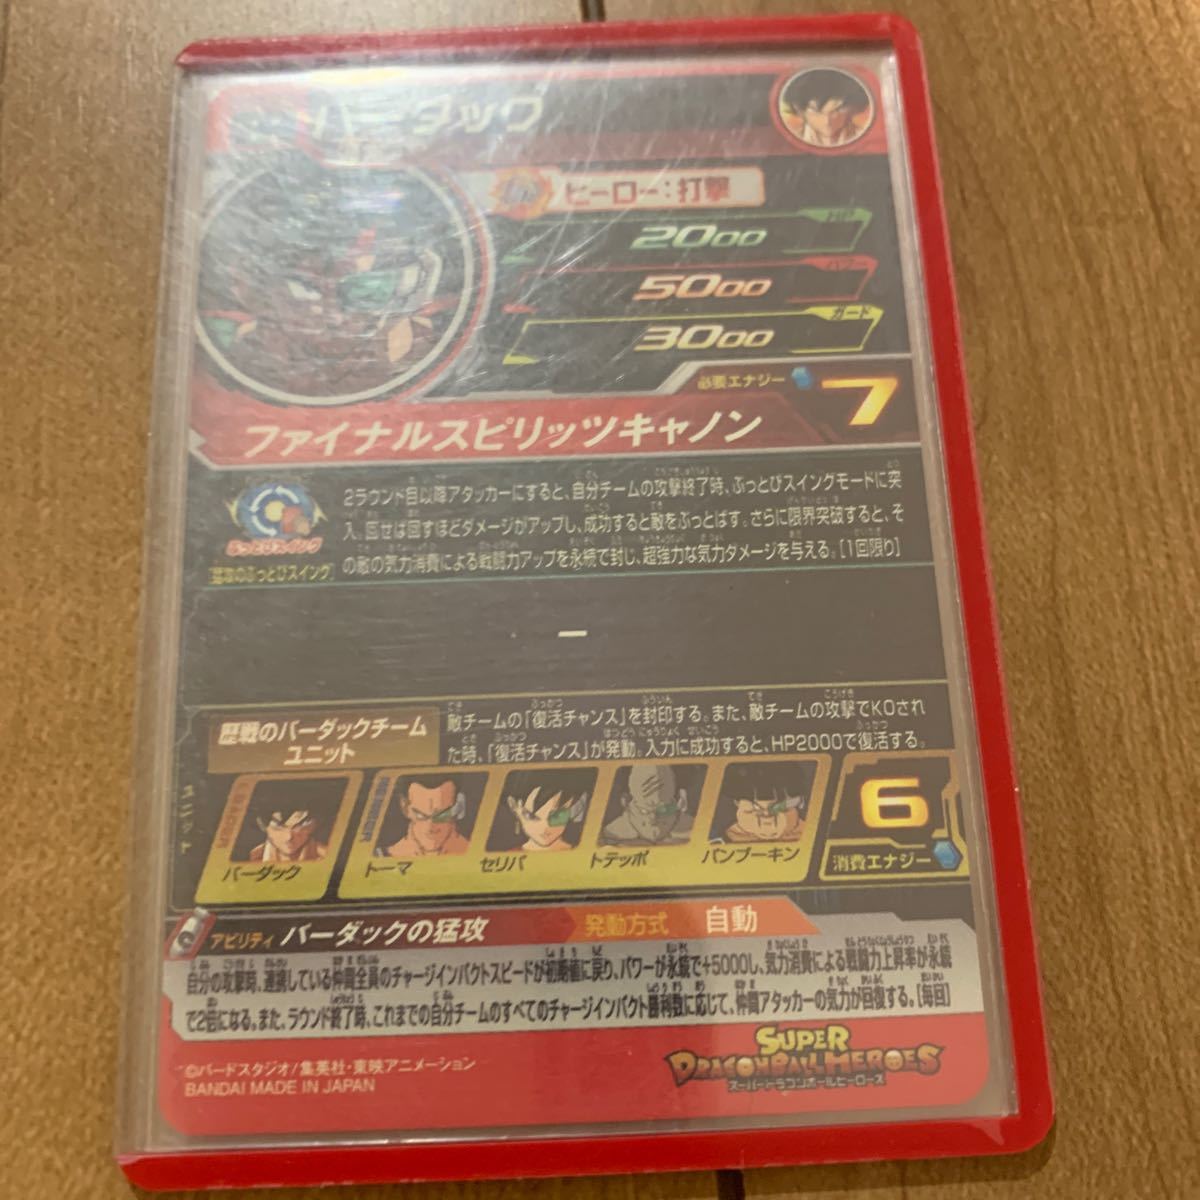 バーダック
ヒーロー:打撃
HP
2000
パワー
5000
ガード
3000
必要エナジー 7
ファイナルスピリッツキャノン
ぶっとびスイング
[猛攻のぶっとびスイング]
2ラウンド目以降アタッカーにすると、自分チームの攻撃終了時、ぶっとびスイングモードに突
入。回せば回すほどダメージがアップし、成功すると敵をぶっとばす。さらに限界突破すると、そ
の敵の気力消費による戦闘力アップを永続で封じ、超強力な気力ダメージを与える。[1回限り]
ー
歴戦のバーダックチーム
ユニット
敵チームの「復活チャンス」を封印する。また、敵チームの攻撃でKOされ
た時、「復活チャンス」が発動。入力に成功すると、HP2000で復活する。
ユニット
バーダック
トーマ
セリパ
トテッポ
パンブーキン
6
消費エナジー
アビリティ バーダックの猛攻 発動方式 自動
自分の攻撃時、連携している仲間全員のチャージインパクトスピードが初期値に戻り、パワーが永続で+5000し、気力消費による戦闘力上昇率が永続
で2倍になる。また、ラウンド終了時、これまでの自分チームのすべてのチャージインパクト勝利数に応じて、仲間アタッカーの気力が回復する。[毎回]
©バードスタジオ/集英社・東映アニメーション
BANDAI MADE IN JAPAN
SUPER
DRAGONBALL HEROES
スーパードラゴンボールヒーローズ